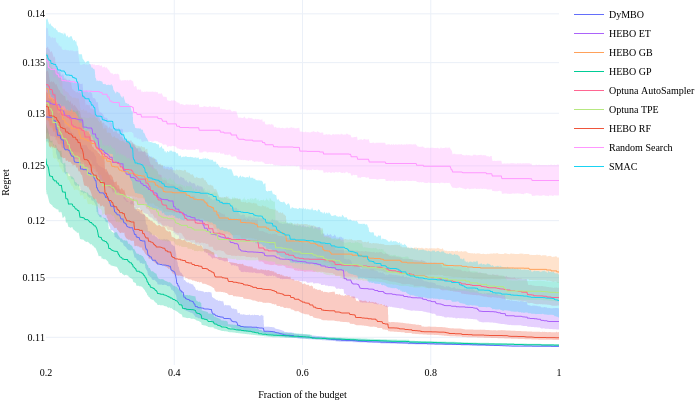 0.14
0.135
0.13
0.125
0.12
0.115
0.11
Regret
0.2
0.4
0.6
0.8
1
Fraction of the budget
DyMBO
HEBO ET
HEBO GB
HEBO GP
Optuna AutoSampler
Optuna TPE
HEBO RF
Random Search
SMAC